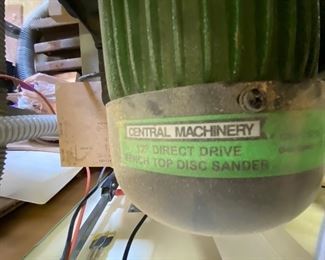 CENTRAL MACHINERY
12" DIRECT DRIVE
BENCH TOP DISC SANDER